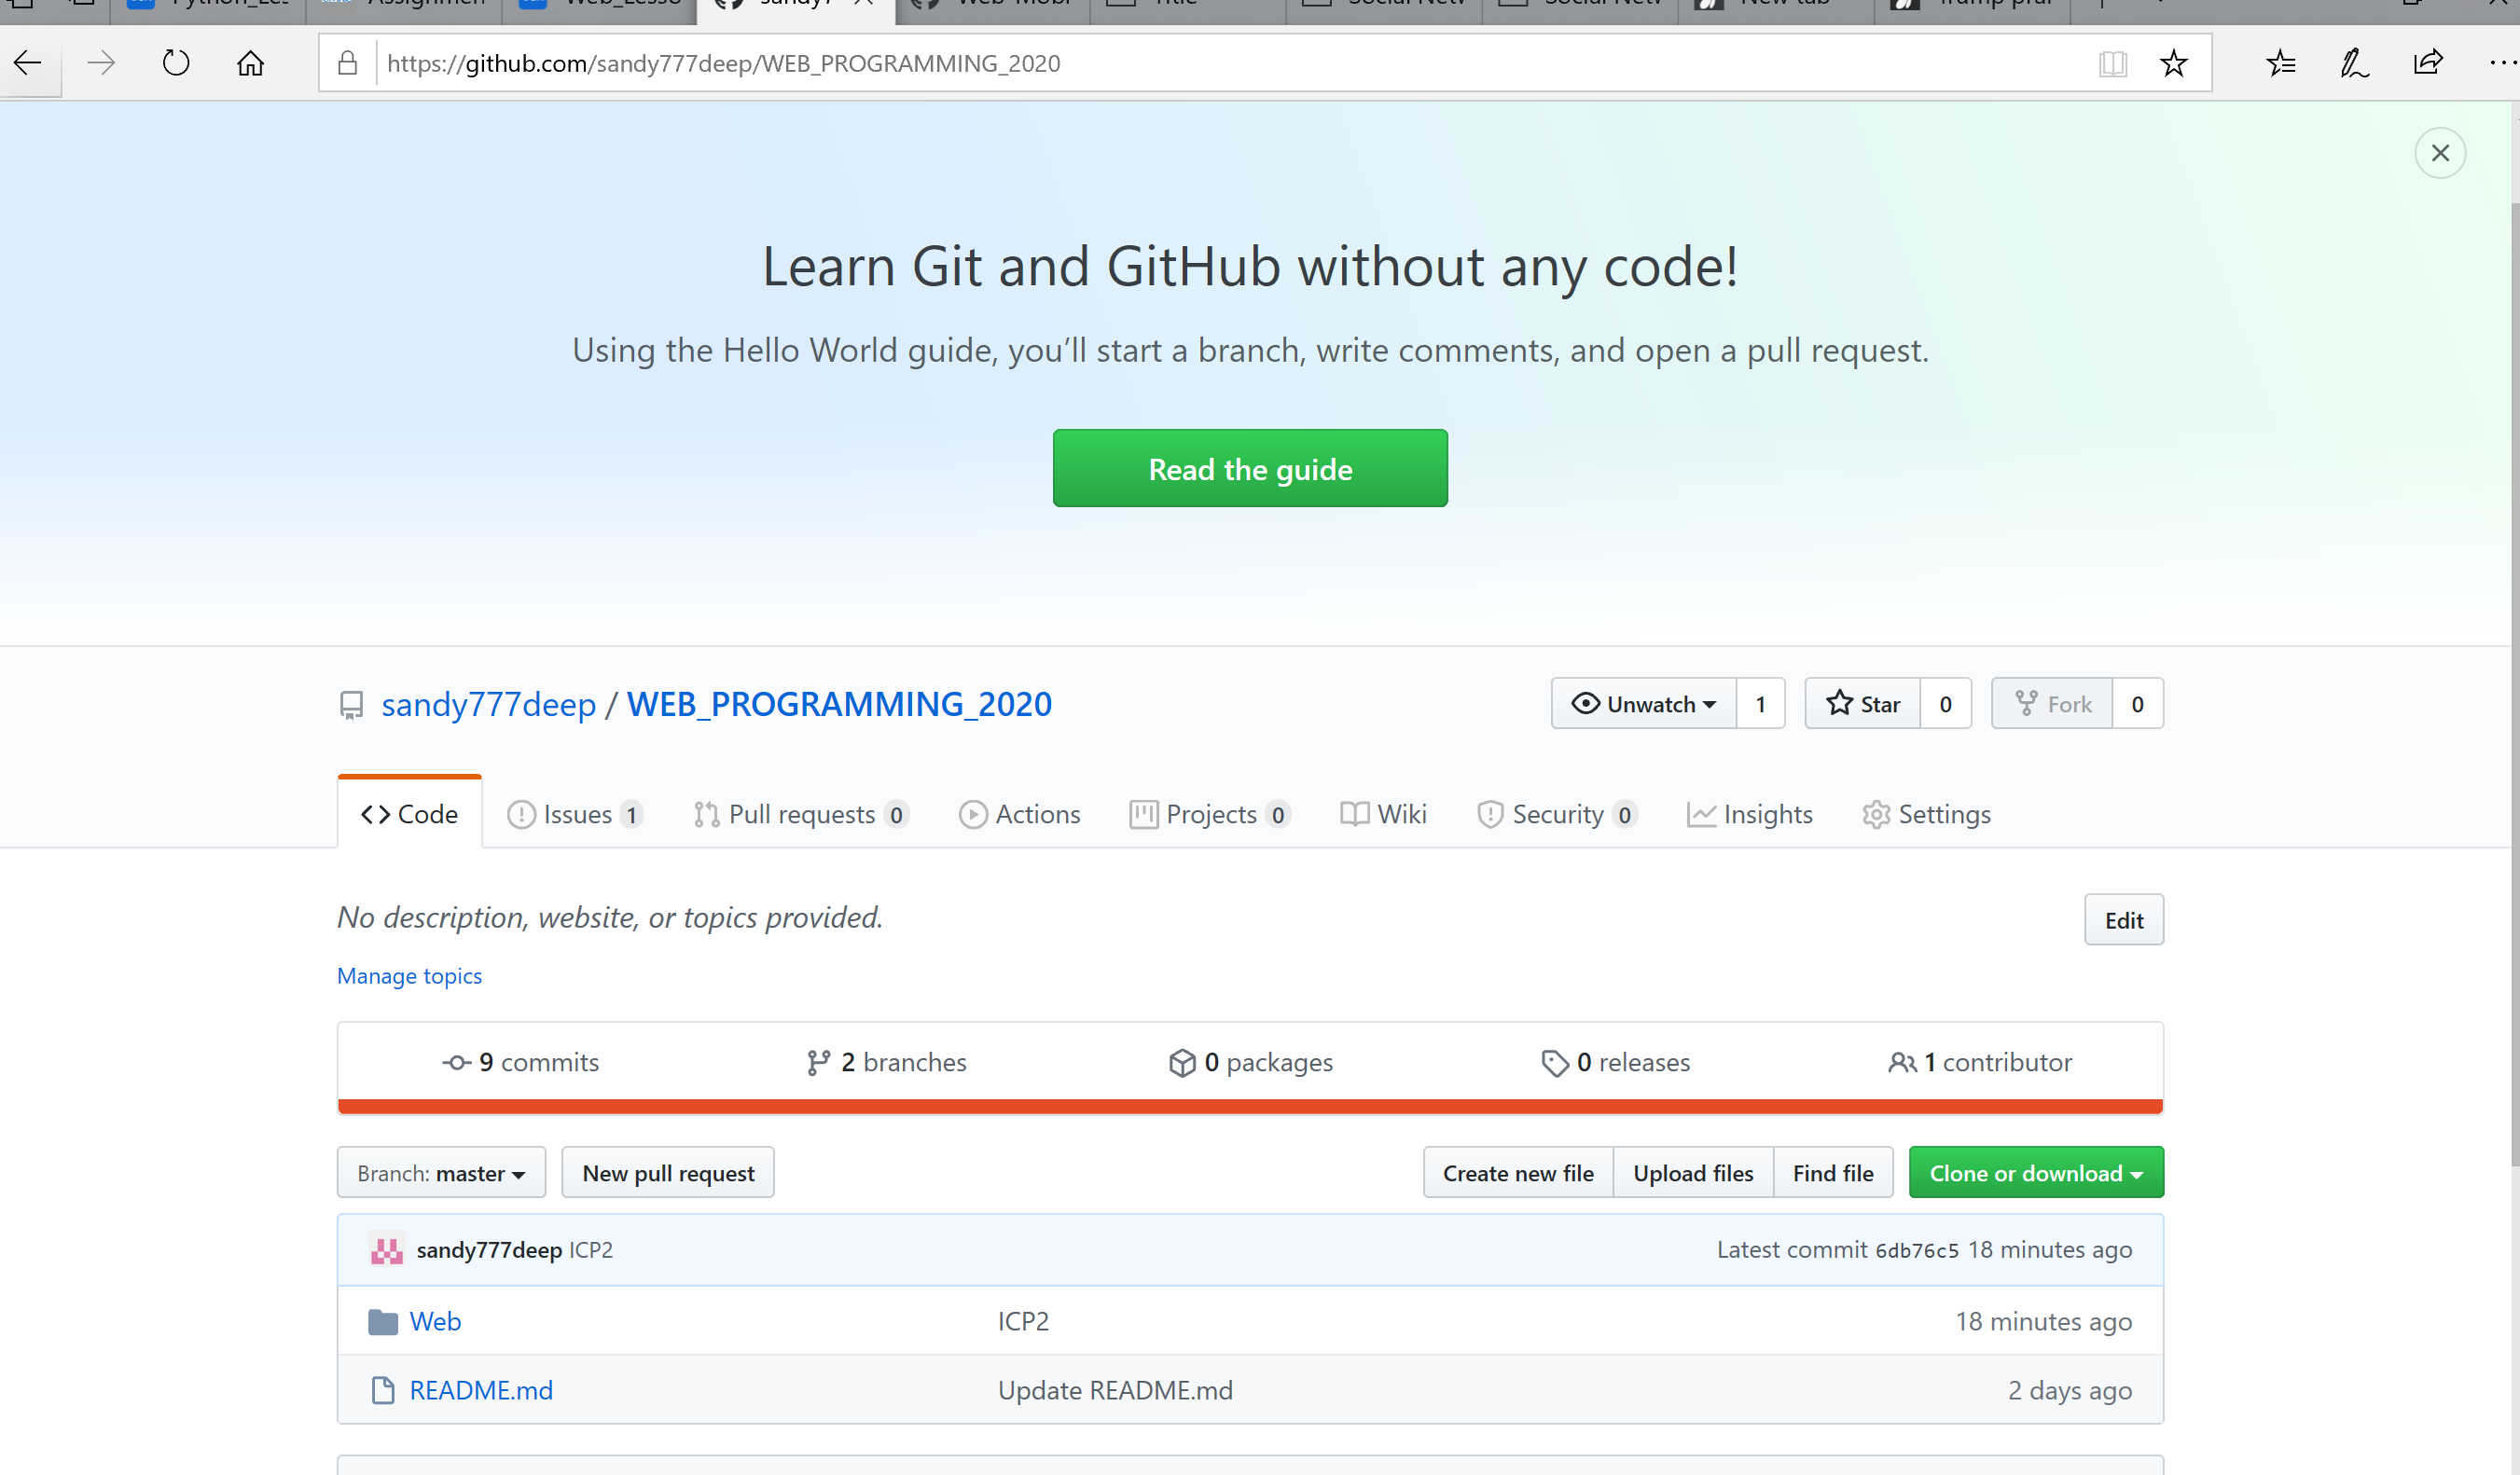 Assignmen
sandy7
New tab
https://github.com/sandy777deep/WEB_PROGRAMMING_2020
Learn Git and GitHub without any code!
Using the Hello World guide, you’ll start a branch, write comments, and open a pull request.
Read the guide
sandy777deep / WEB_PROGRAMMING_2020
Unwatch 1 Star 0 Fork 0
Code Issues 1 Pull requests 0 Actions Projects 0 Wiki Security 0 Insights Settings
No description, website, or topics provided.
Edit
Manage topics
9 commits 2 branches 0 packages 0 releases 1 contributor
Branch: master New pull request Create new file Upload files Find file Clone or download
sandy777deep ICP2 Latest commit 6db76c5 18 minutes ago
Web ICP2 18 minutes ago
README.md Update README.md 2 days ago